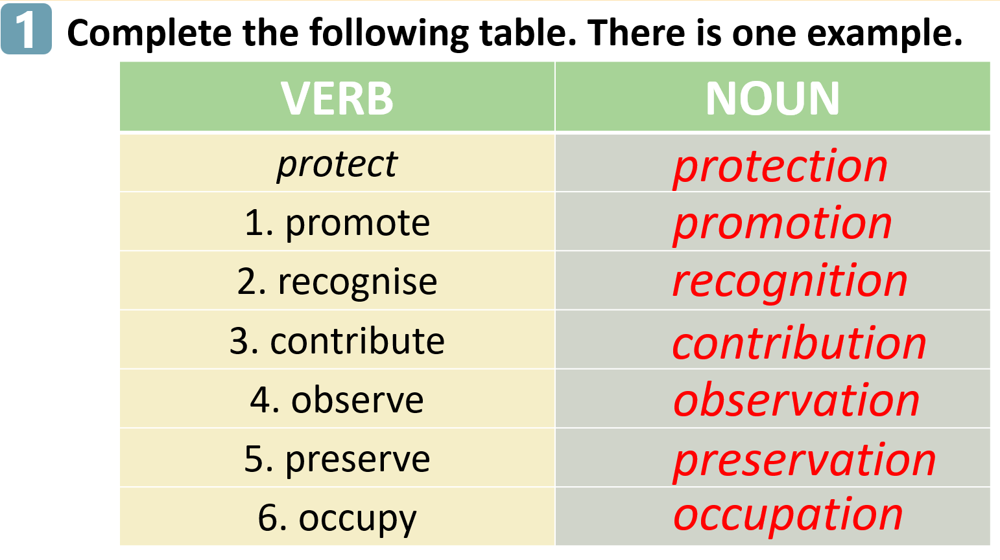 1 Complete the following table. There is one example.
VERB NOUN
protect protection
1. promote promotion
2. recognise recognition
3. contribute contribution
4. observe observation
5. preserve preservation
6. occupy occupation